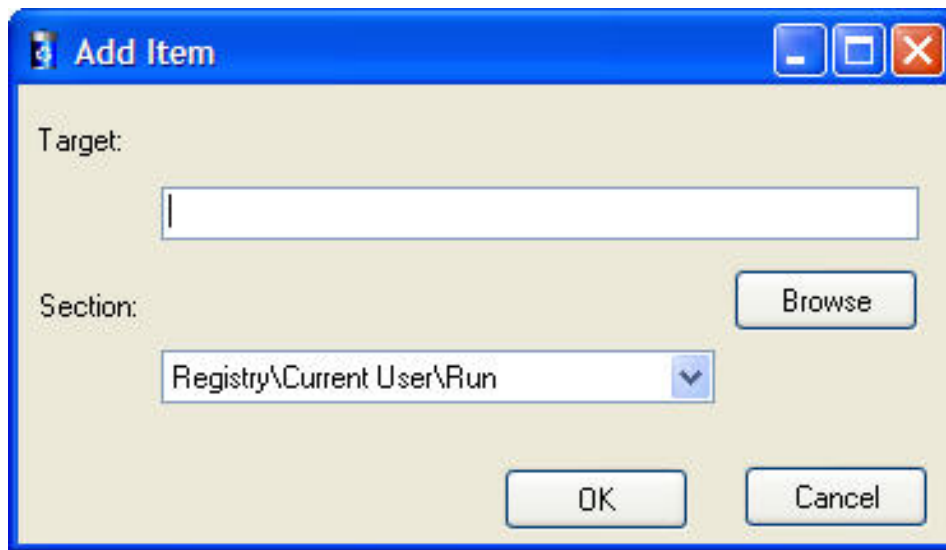 Add Item
Target:
Section:
Browse
Registry\Current User\Run
OK
Cancel